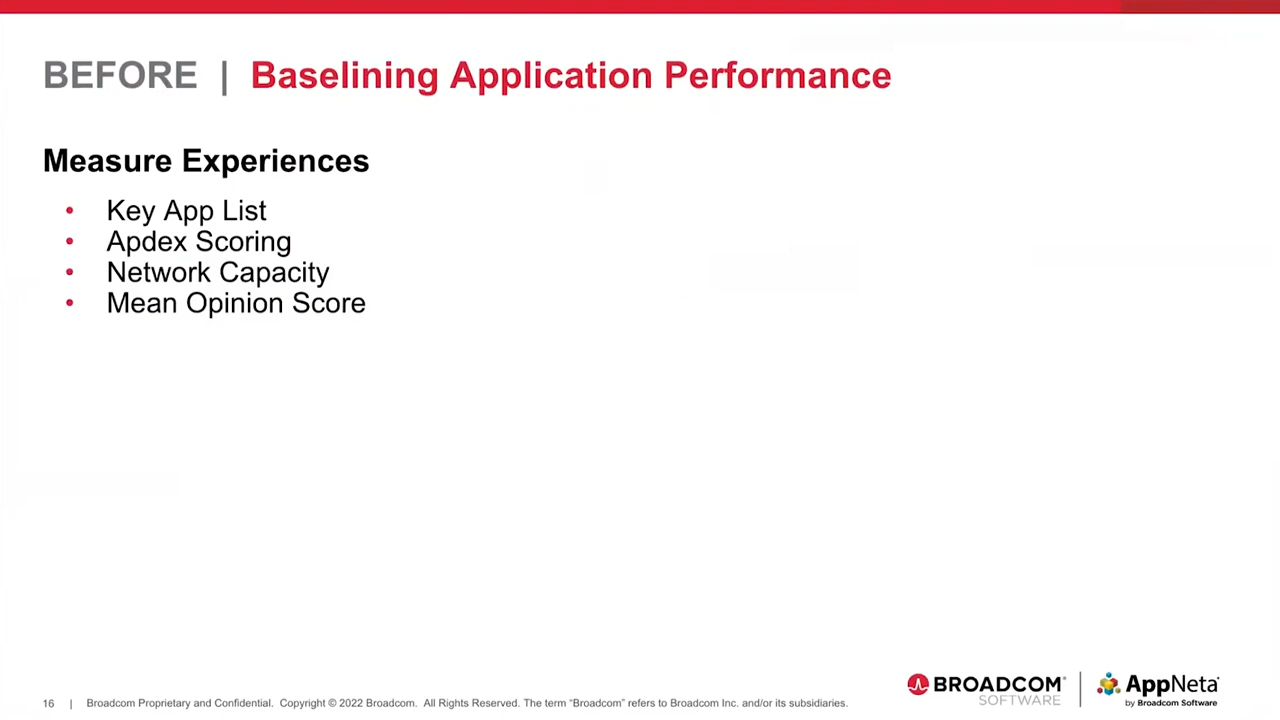 BEFORE | Baselining Application Performance
Measure Experiences
• Key App List
• Apdex Scoring
• Network Capacity
• Mean Opinion Score
16 | Broadcom Proprietary and Confidential. Copyright © 2022 Broadcom. All Rights Reserved. The term “Broadcom” refers to Broadcom Inc. and/or its subsidiaries.
BROADCOM®
SOFTWARE
AppNeta
by Broadcom Software